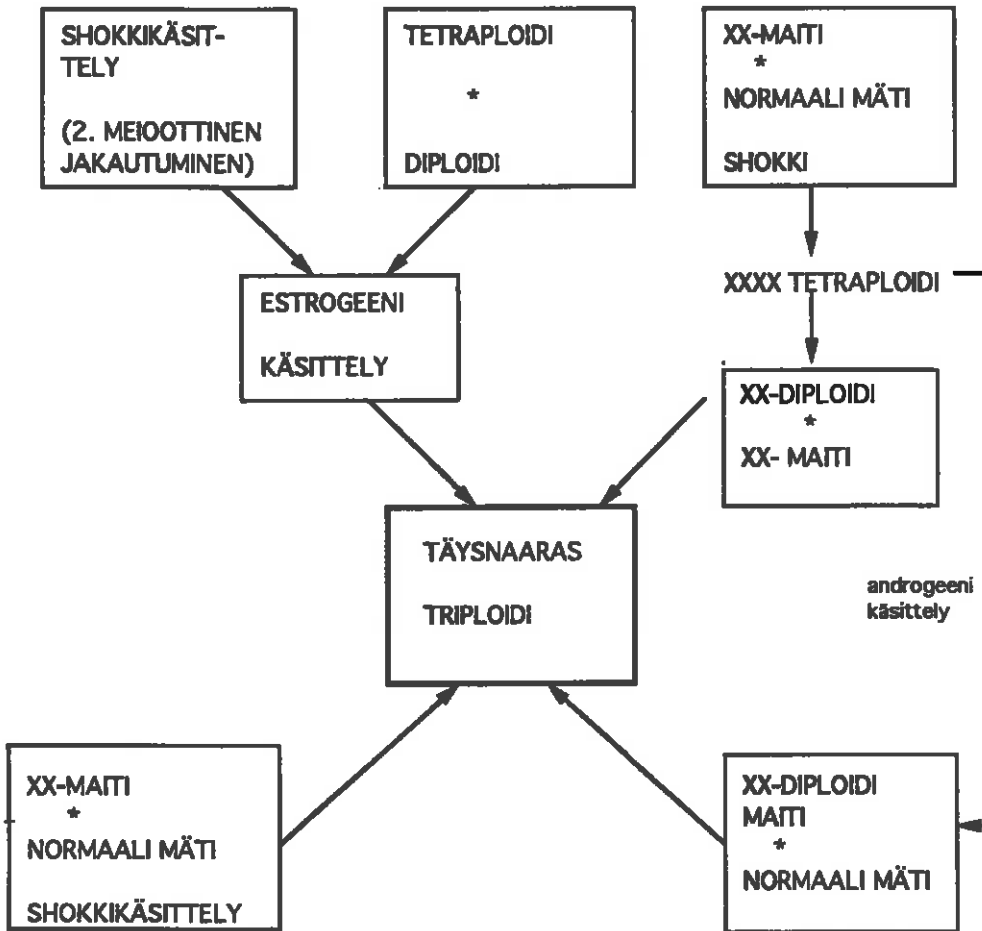 SHOKKIKÄSIT-
TELY
(2. MEIOOTTINEN
JAKAUTUMINEN)
TETRAPLOIDI
*
DIPLOIDI
XX-MAITI
*
NORMAALI MÄTI
SHOKKI
ESTROGEENI
KÄSITTELY
XXXX TETRAPLOIDI
XX-DIPLOIDI
*
XX- MAITI
TÄYSNAARAS
TRIPLOIDI
androgeeni
käsittely
XX-MAITI
*
NORMAALI MÄTI
SHOKKIKÄSITTELY
XX-DIPLOIDI
MAITI
*
NORMAALI MÄTI